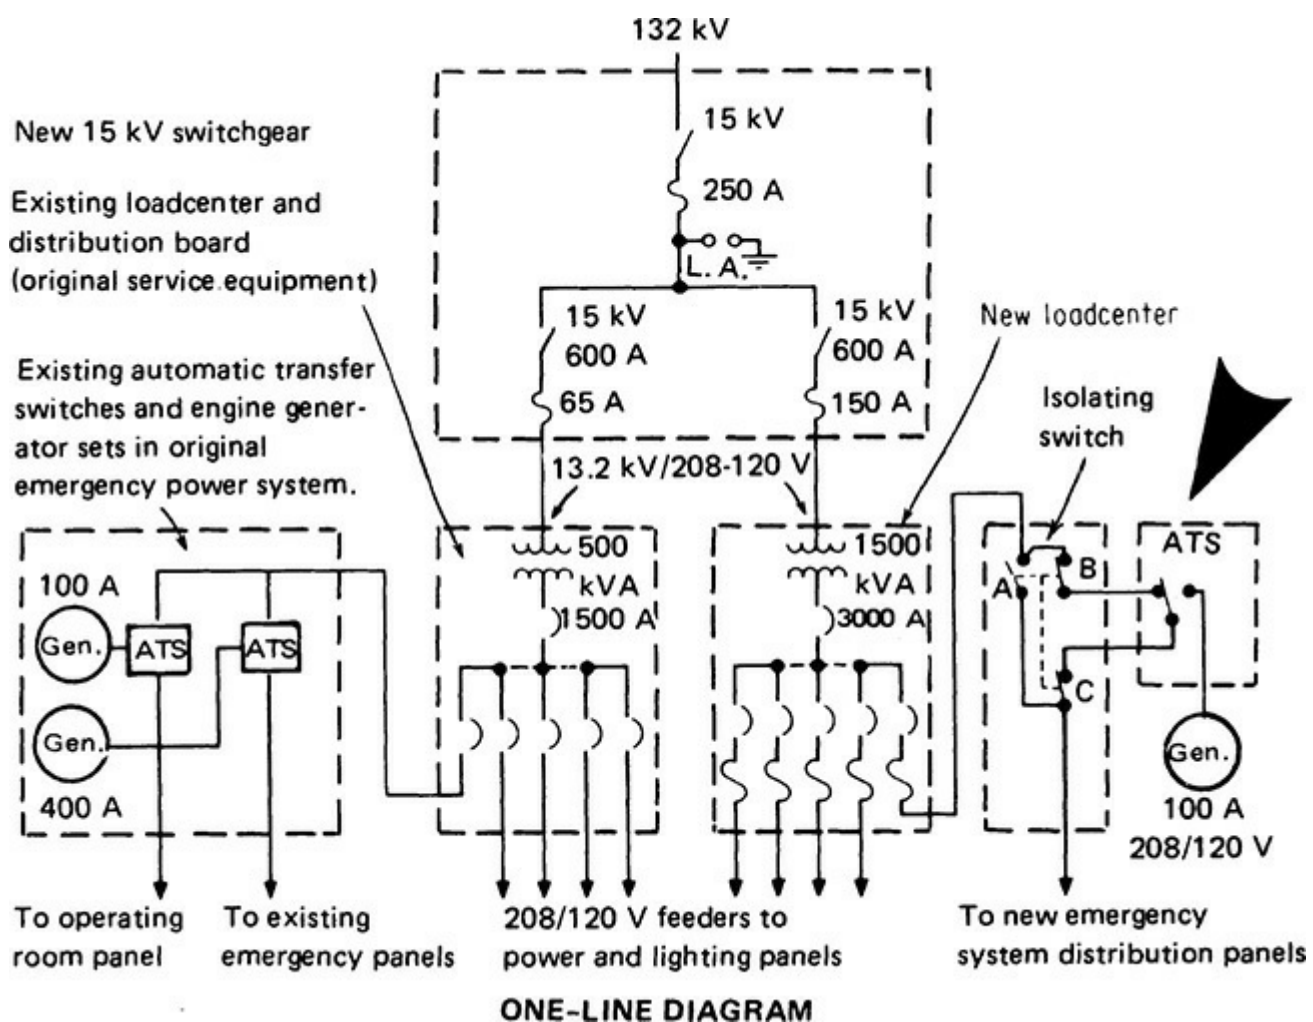 132 kV
New 15 kV switchgear
15 kV
250 A
L. A.
Existing loadcenter and
distribution board
(original service equipment)
15 kV
600 A
65 A
15 kV
600 A
150 A
New loadcenter
Existing automatic transfer
switches and engine gener-
ator sets in original
emergency power system.
Isolating
switch
13.2 kV/208-120 V
100 A
Gen.
ATS
ATS
Gen.
400 A
500
kVA
1500 A
1500
kVA
3000 A
A
B
C
ATS
Gen.
100 A
208/120 V
To operating
room panel
To existing
emergency panels
208/120 V feeders to
power and lighting panels
To new emergency
system distribution panels
ONE-LINE DIAGRAM